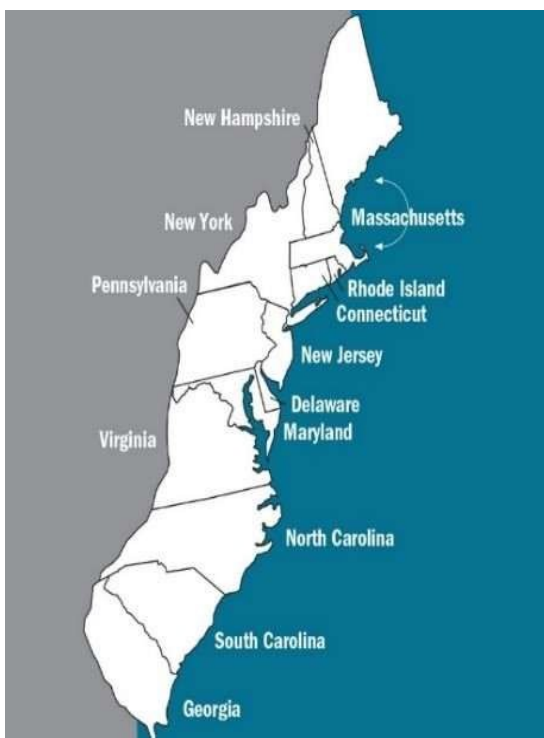 New Hampshire
Massachusetts
New York
Pennsylvania
Rhode Island
Connecticut
New Jersey
Delaware
Maryland
Virginia
North Carolina
South Carolina
Georgia